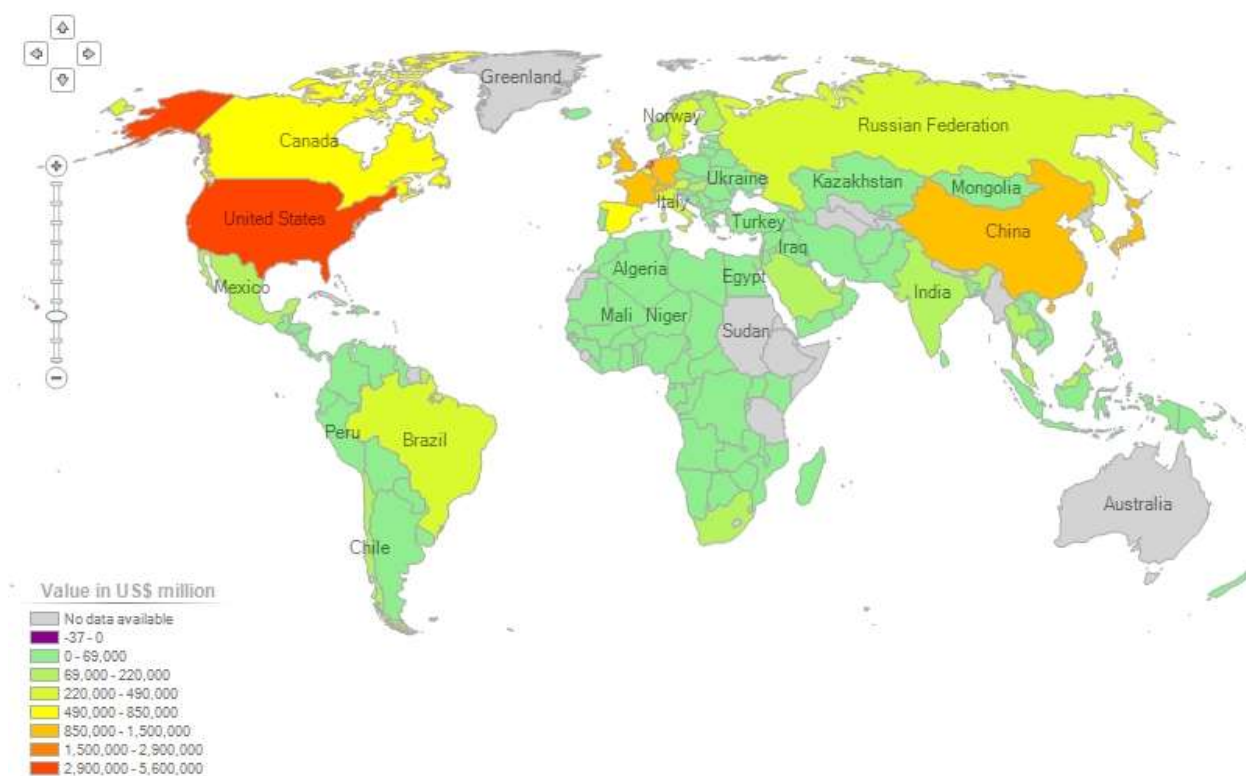 Greenland
Norway
Russian Federation
Canada
Ukraine
Kazakhstan
Mongolia
Italy
United States
Turkey
China
Iraq
Algeria
Egypt
Mexico
India
Mali
Niger
Sudan
Peru
Brazil
Australia
Chile
Value in US$ million
No data available
-37 - 0
0 - 69,000
69,000 - 220,000
220,000 - 490,000
490,000 - 850,000
850,000 - 1,500,000
1,500,000 - 2,900,000
2,900,000 - 5,600,000